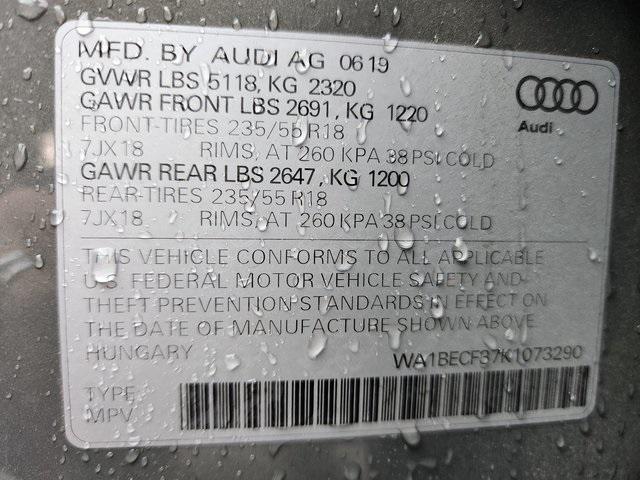 MFD. BY AUDI AG 0619
GVWR LBS 5118, KG 2320
GAWR FRONT LBS 2691, KG 1220
FRONT-TIRES 235/55 R18
7JX18 RIMS, AT 260 KPA 38 PSI COLD
GAWR REAR LBS 2647, KG 1200
REAR-TIRES 235/55 R18
7JX18 RIMS, AT 260 KPA 38 PSI COLD
Audi
THIS VEHICLE CONFORMS TO ALL APPLICABLE
U.S. FEDERAL MOTOR VEHICLE SAFETY AND
THEFT PREVENTION STANDARDS IN EFFECT ON
THE DATE OF MANUFACTURE SHOWN ABOVE.
HUNGARY
WA1BECF37K1073290
TYPE
MPV